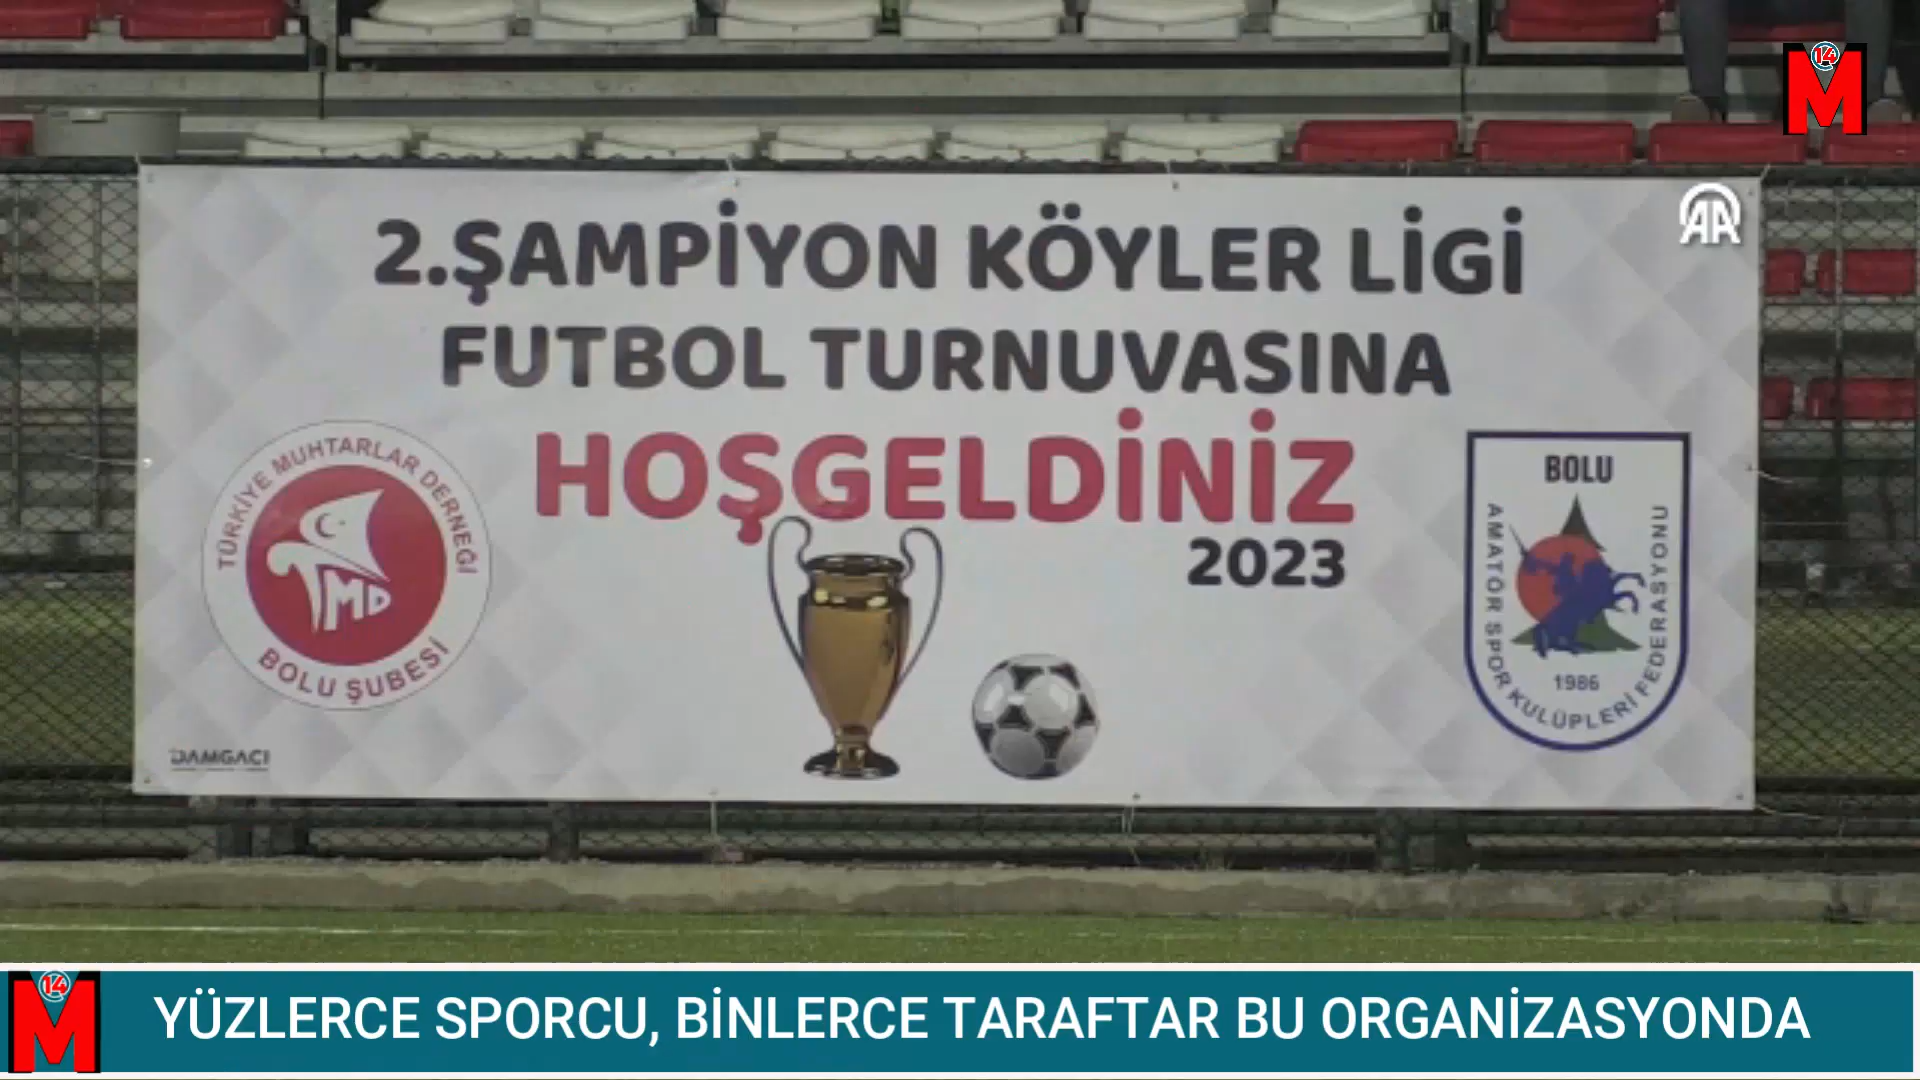 14
M
AA
2.ŞAMPİYON KÖYLER LİGİ
FUTBOL TURNUVASINA
HOŞGELDİNİZ
2023
TÜRKİYE MUHTARLAR DERNEĞİ
TMD
BOLU ŞUBESİ
BOLU
AMATÖR SPOR KULÜPLERİ FEDERASYONU
1986
DAMGACI
14
M
YÜZLERCE SPORCU, BİNLERCE TARAFTAR BU ORGANİZASYONDA